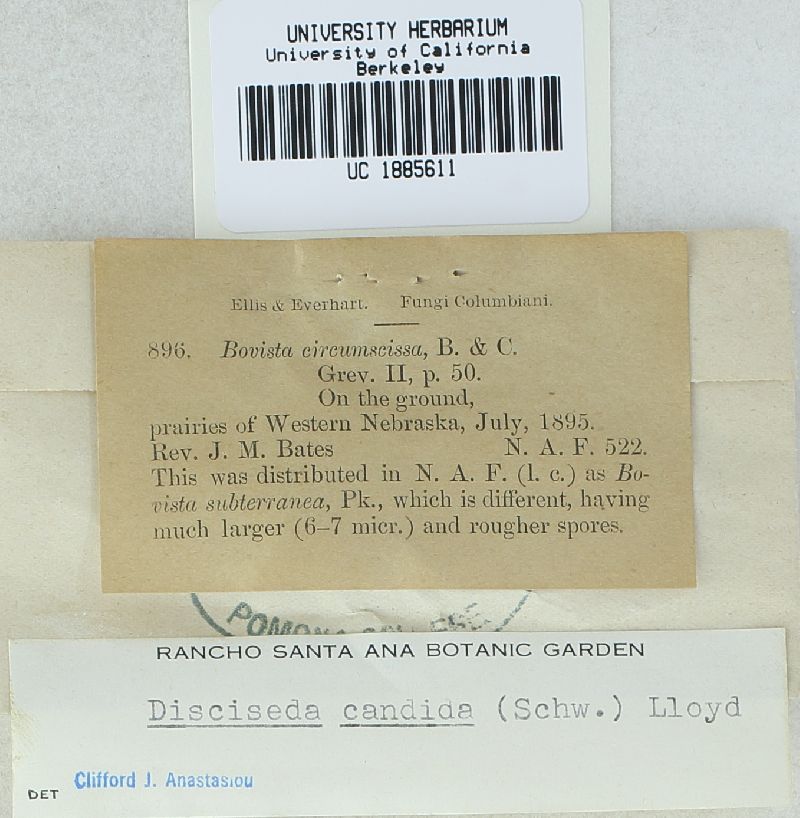 UNIVERSITY HERBARIUM
University of California
Berkeley
UC 1885611
Ellis & Everhart. Fungi Columbiani.
896. Bovista circumscissa, B. & C.
Grev. II, p. 50.
On the ground,
prairies of Western Nebraska, July, 1895.
Rev. J. M. Bates N. A. F. 522.
This was distributed in N. A. F. (l. c.) as Bo-
vista subterranea, Pk., which is different, having
much larger (6–7 micr.) and rougher spores.
POMONA COLLEGE
RANCHO SANTA ANA BOTANIC GARDEN
Disciseda candida (Schw.) Lloyd
DET Clifford J. Anastasiou